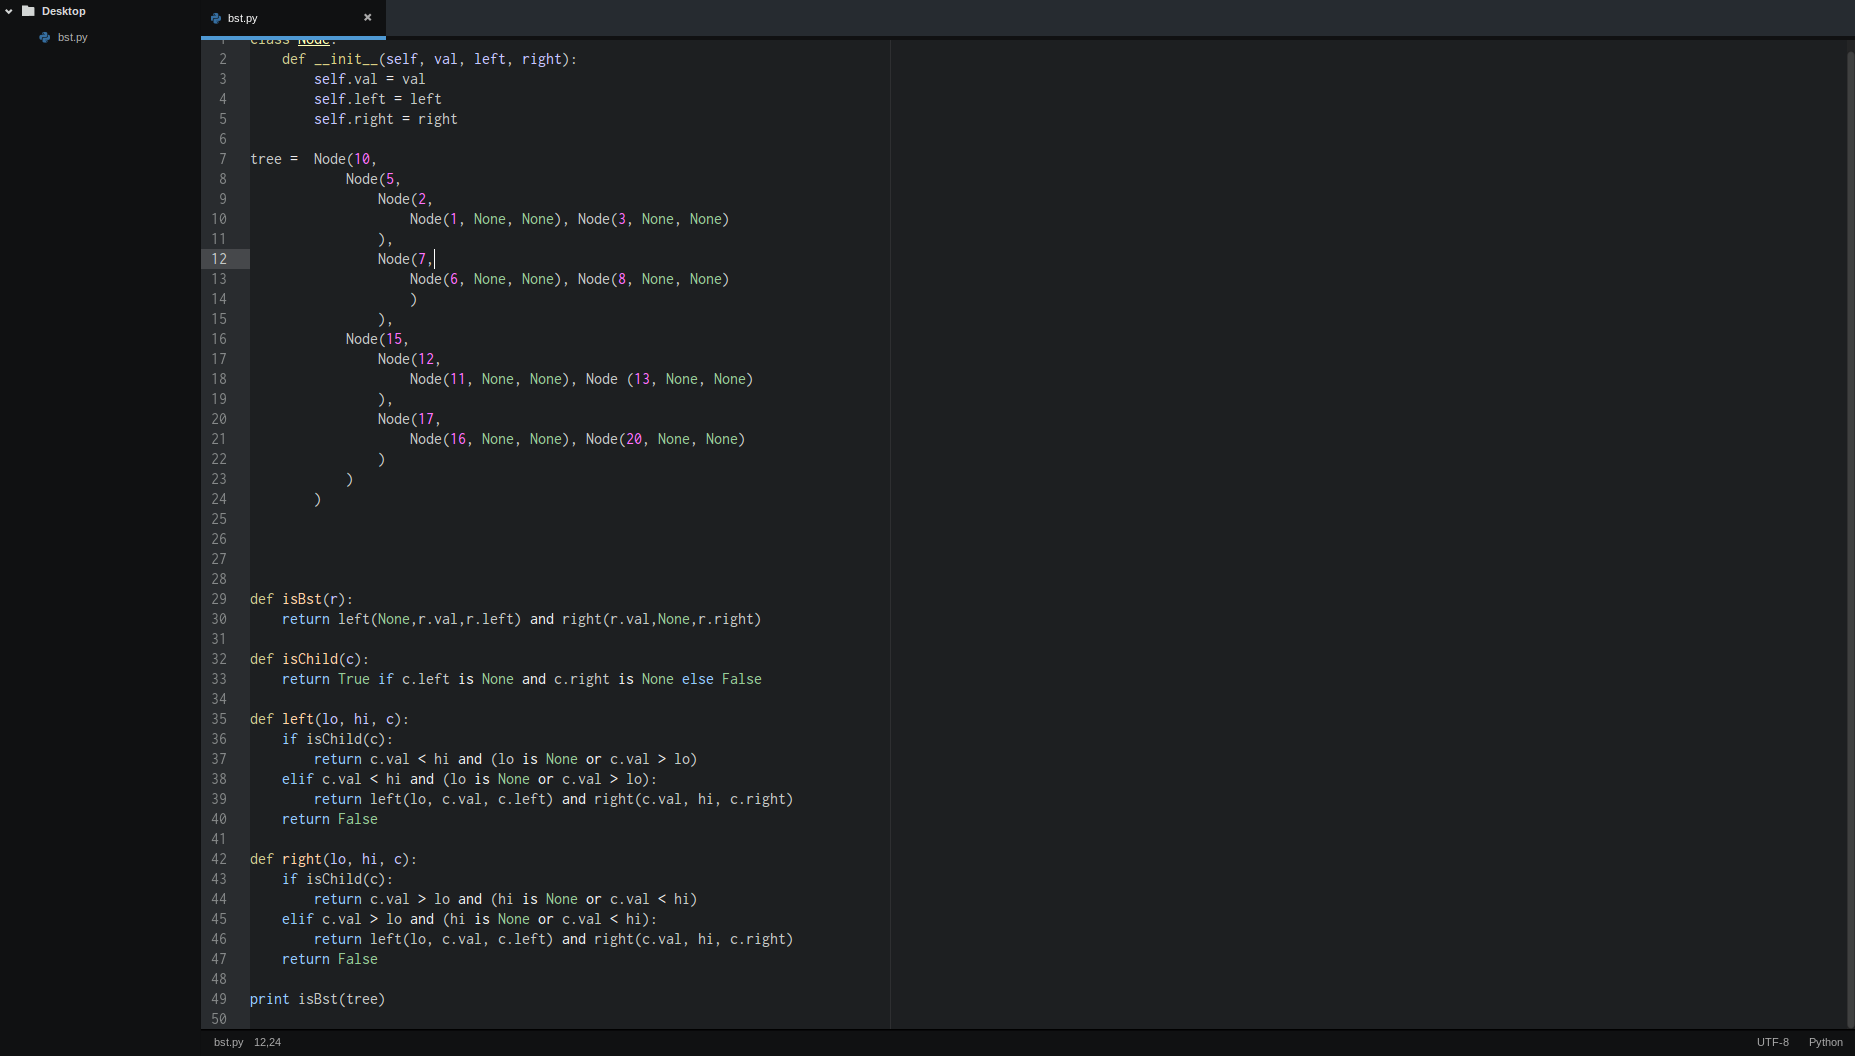 Desktop
bst.py
bst.py ×
1 class Node:
2     def __init__(self, val, left, right):
3         self.val = val
4         self.left = left
5         self.right = right
6
7 tree =  Node(10,
8             Node(5,
9                 Node(2,
10                     Node(1, None, None), Node(3, None, None)
11                 ),
12                 Node(7,
13                     Node(6, None, None), Node(8, None, None)
14                     )
15                 ),
16             Node(15,
17                 Node(12,
18                     Node(11, None, None), Node (13, None, None)
19                 ),
20                 Node(17,
21                     Node(16, None, None), Node(20, None, None)
22                 )
23             )
24         )
25
26
27
28
29 def isBst(r):
30     return left(None,r.val,r.left) and right(r.val,None,r.right)
31
32 def isChild(c):
33     return True if c.left is None and c.right is None else False
34
35 def left(lo, hi, c):
36     if isChild(c):
37         return c.val < hi and (lo is None or c.val > lo)
38     elif c.val < hi and (lo is None or c.val > lo):
39         return left(lo, c.val, c.left) and right(c.val, hi, c.right)
40     return False
41
42 def right(lo, hi, c):
43     if isChild(c):
44         return c.val > lo and (hi is None or c.val < hi)
45     elif c.val > lo and (hi is None or c.val < hi):
46         return left(lo, c.val, c.left) and right(c.val, hi, c.right)
47     return False
48
49 print isBst(tree)
50
bst.py 12,24 UTF-8 Python